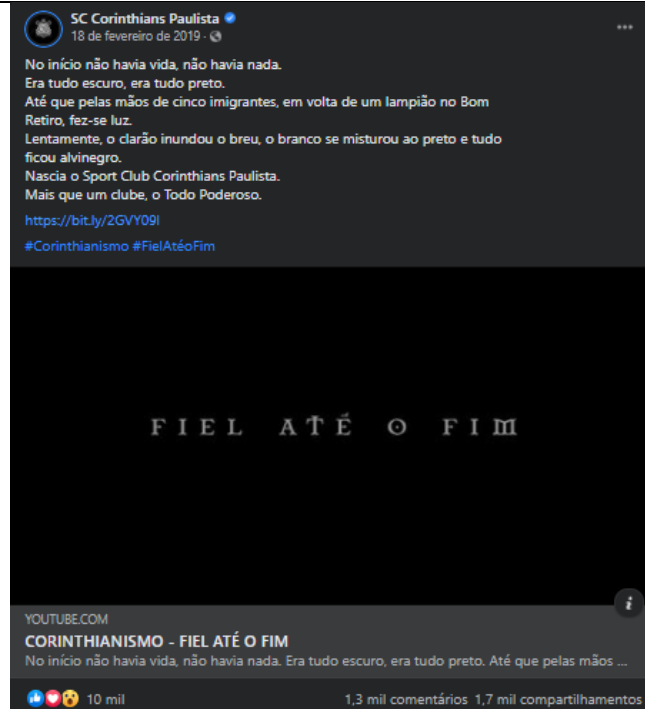 SC Corinthians Paulista
18 de fevereiro de 2019 ·
No início não havia vida, não havia nada.
Era tudo escuro, era tudo preto.
Até que pelas mãos de cinco imigrantes, em volta de um lampião no Bom
Retiro, fez-se luz.
Lentamente, o clarão inundou o breu, o branco se misturou ao preto e tudo
ficou alvinegro.
Nascia o Sport Club Corinthians Paulista.
Mais que um clube, o Todo Poderoso.
https://bit.ly/2GVY09l
#Corinthianismo #FielAtéoFim
FIEL ATÉ O FIM
YOUTUBE.COM
CORINTHIANISMO - FIEL ATÉ O FIM
No início não havia vida, não havia nada. Era tudo escuro, era tudo preto. Até que pelas mãos ...
10 mil 1,3 mil comentários 1,7 mil compartilhamentos